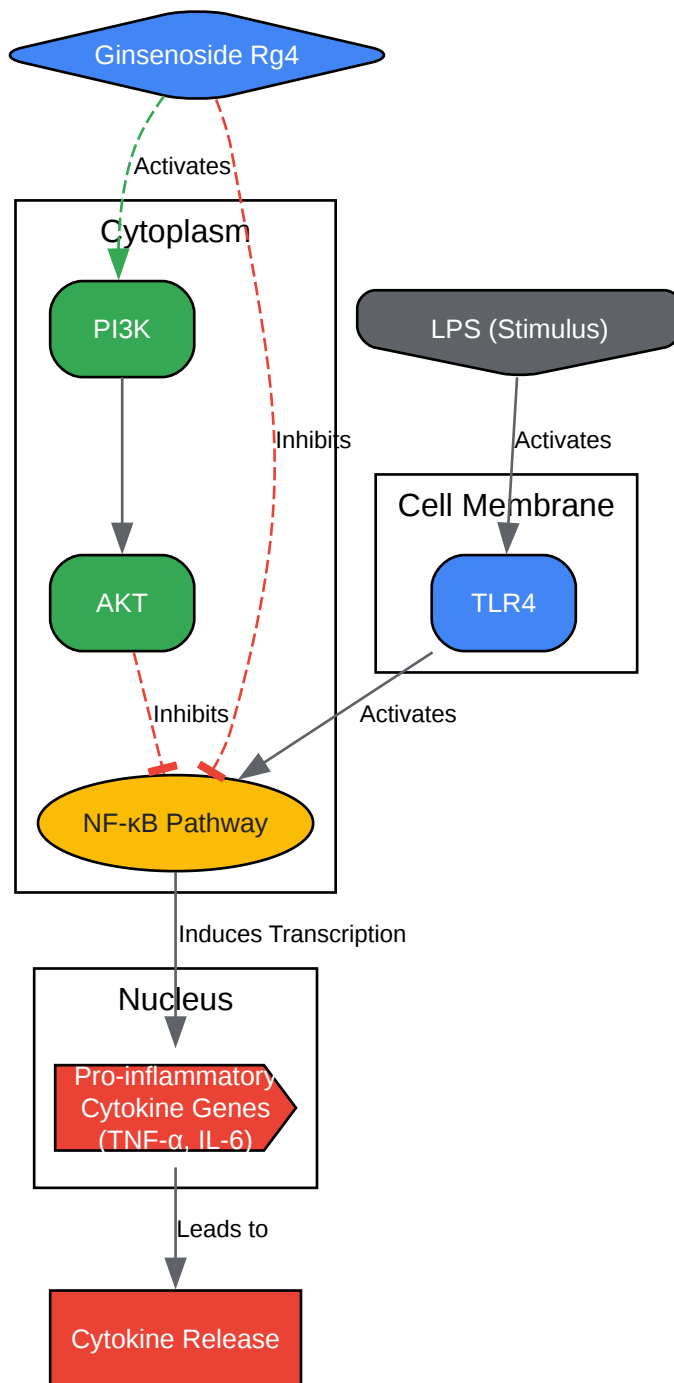 Ginsenoside Rg4
Activates
Cytoplasm
PI3K
LPS (Stimulus)
Inhibits
Activates
Cell Membrane
AKT
TLR4
Inhibits
Activates
NF-κB Pathway
Induces Transcription
Nucleus
Pro-inflammatory
Cytokine Genes
(TNF-α, IL-6)
Leads to
Cytokine Release